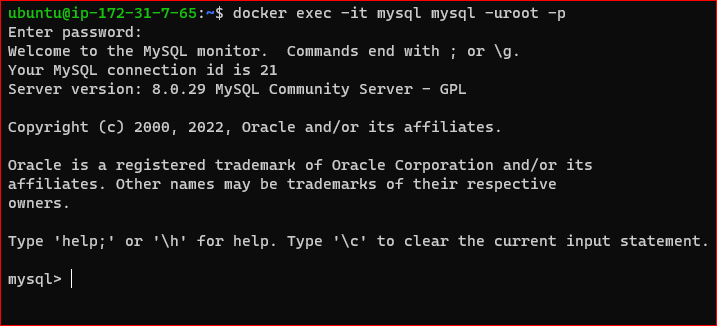 ubuntu@ip-172-31-7-65:~$ docker exec -it mysql mysql -uroot -p
Enter password:
Welcome to the MySQL monitor.  Commands end with ; or \g.
Your MySQL connection id is 21
Server version: 8.0.29 MySQL Community Server - GPL

Copyright (c) 2000, 2022, Oracle and/or its affiliates.

Oracle is a registered trademark of Oracle Corporation and/or its
affiliates. Other names may be trademarks of their respective
owners.

Type 'help;' or '\h' for help. Type '\c' to clear the current input statement.

mysql>